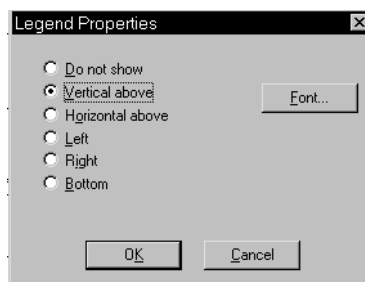 Legend Properties
Do not show
Vertical above
Font...
Horizontal above
Left
Right
Bottom
OK
Cancel